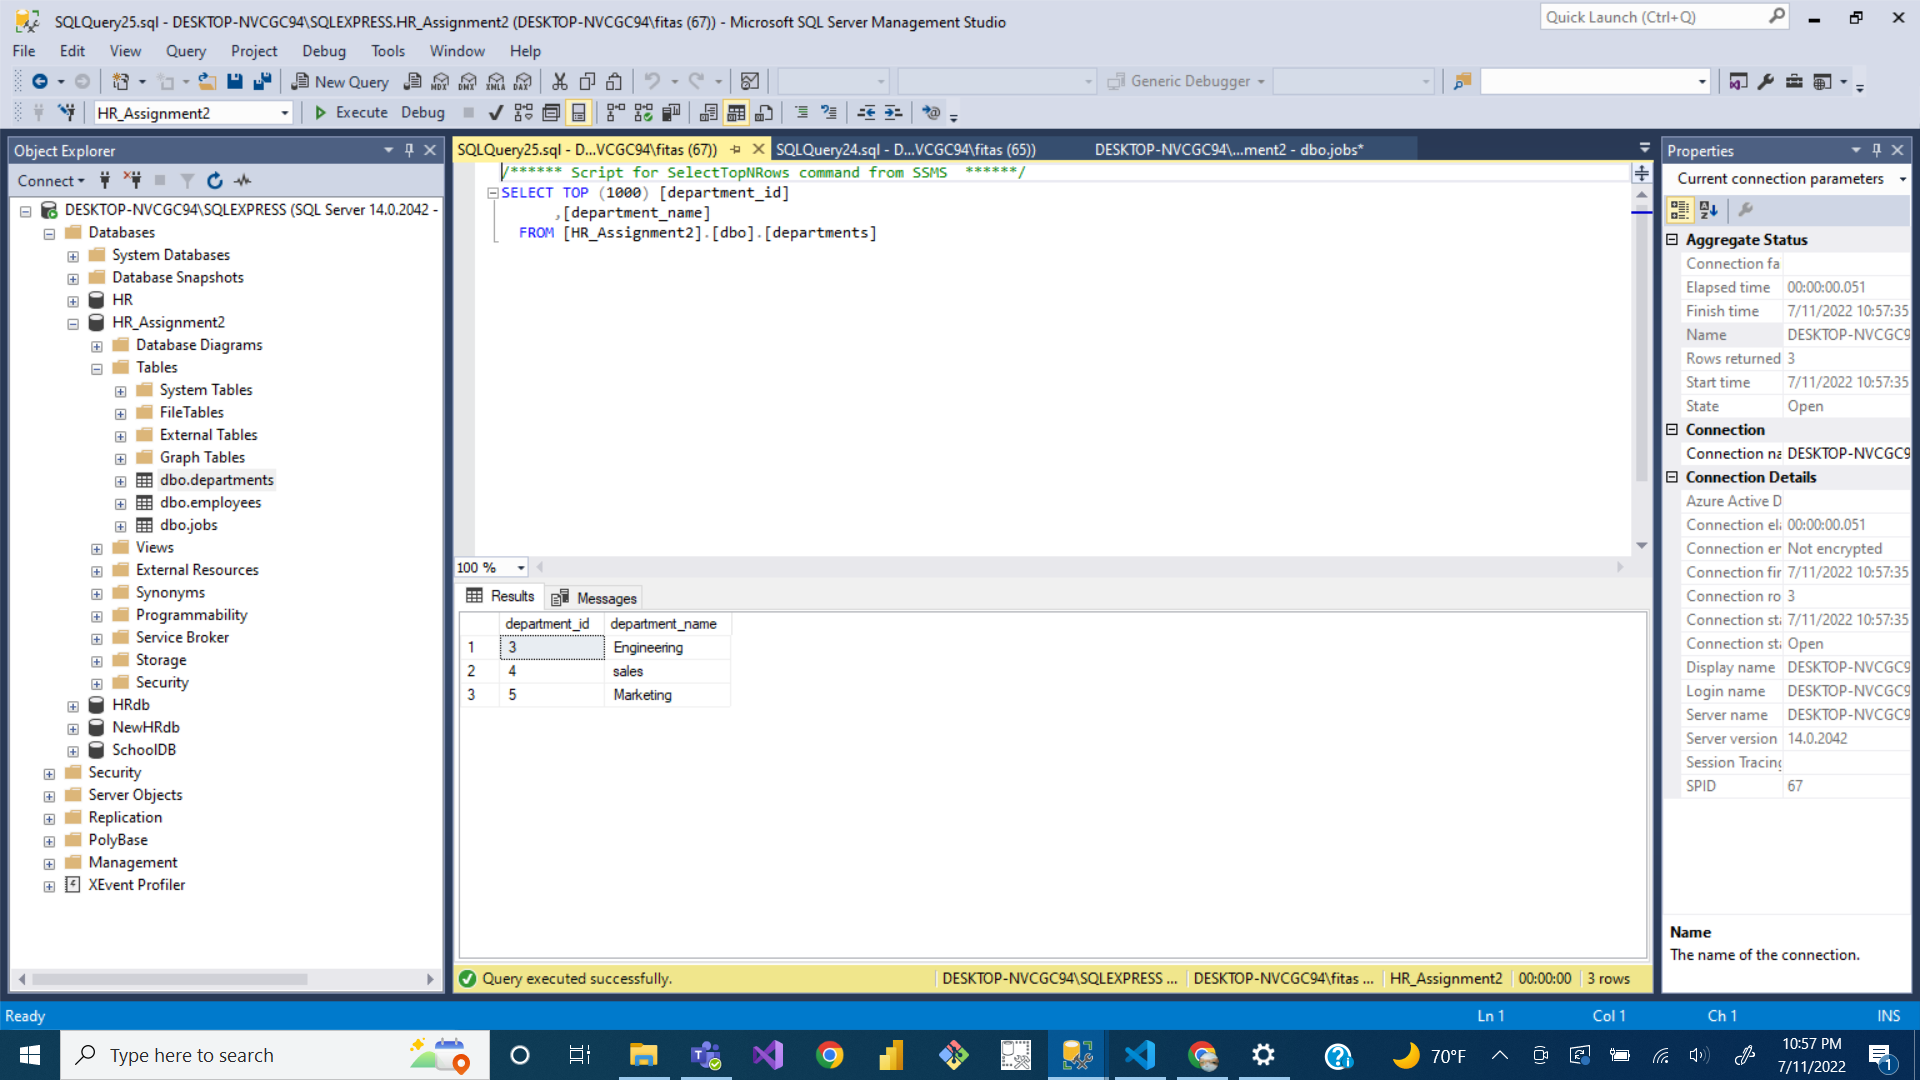 SQLQuery25.sql - DESKTOP-NVCGC94\SQLEXPRESS.HR_Assignment2 (DESKTOP-NVCGC94\fitas (67)) - Microsoft SQL Server Management Studio
Quick Launch (Ctrl+Q)
File Edit View Query Project Debug Tools Window Help
New Query MDX DMX XMLA DAX Generic Debugger
HR_Assignment2 Execute Debug
Object Explorer
Connect
DESKTOP-NVCGC94\SQLEXPRESS (SQL Server 14.0.2042 -
Databases
System Databases
Database Snapshots
HR
HR_Assignment2
Database Diagrams
Tables
System Tables
FileTables
External Tables
Graph Tables
dbo.departments
dbo.employees
dbo.jobs
Views
External Resources
Synonyms
Programmability
Service Broker
Storage
Security
HRdb
NewHRdb
SchoolDB
Security
Server Objects
Replication
PolyBase
Management
XEvent Profiler
SQLQuery25.sql - D...VCGC94\fitas (67)) SQLQuery24.sql - D...VCGC94\fitas (65)) DESKTOP-NVCGC94\...ment2 - dbo.jobs*
/****** Script for SelectTopNRows command from SSMS  ******/
SELECT TOP (1000) [department_id]
,[department_name]
FROM [HR_Assignment2].[dbo].[departments]
100 %
Results Messages
department_id department_name
1 3 Engineering
2 4 sales
3 5 Marketing
Query executed successfully. DESKTOP-NVCGC94\SQLEXPRESS ... DESKTOP-NVCGC94\fitas ... HR_Assignment2 00:00:00 3 rows
Properties
Current connection parameters
Aggregate Status
Connection fa
Elapsed time 00:00:00.051
Finish time 7/11/2022 10:57:35
Name DESKTOP-NVCGC9
Rows returned 3
Start time 7/11/2022 10:57:35
State Open
Connection
Connection na DESKTOP-NVCGC9
Connection Details
Azure Active D
Connection ela 00:00:00.051
Connection en Not encrypted
Connection fin 7/11/2022 10:57:35
Connection ro 3
Connection sta 7/11/2022 10:57:35
Connection sta Open
Display name DESKTOP-NVCGC9
Login name DESKTOP-NVCGC9
Server name DESKTOP-NVCGC9
Server version 14.0.2042
Session Tracing
SPID 67
Name
The name of the connection.
Ready Ln 1 Col 1 Ch 1 INS
Type here to search
70°F
10:57 PM
7/11/2022
1